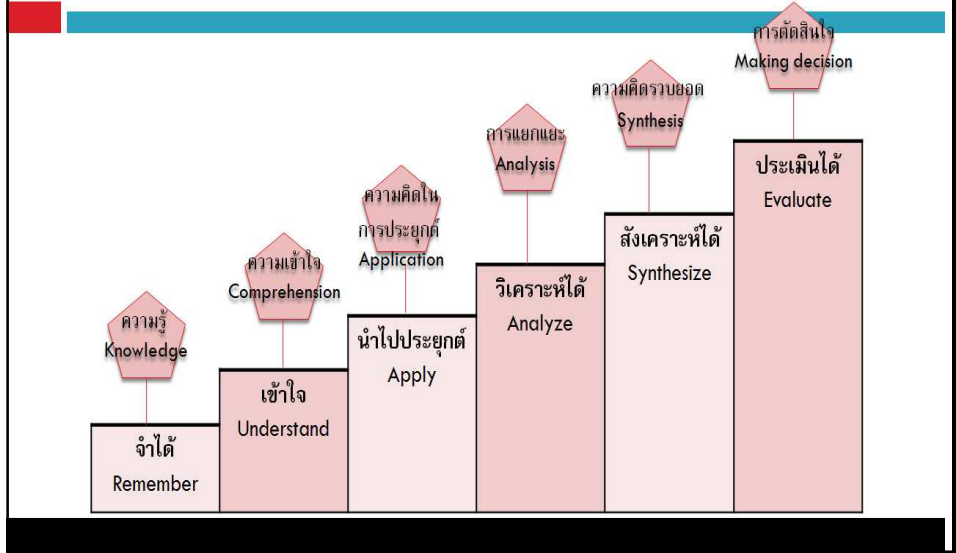 ความรู้
Knowledge
จำได้
Remember
ความเข้าใจ
Comprehension
เข้าใจ
Understand
ความคิดใน
การประยุกต์
Application
นำไปประยุกต์
Apply
การแยกแยะ
Analysis
วิเคราะห์ได้
Analyze
ความคิดรวบยอด
Synthesis
สังเคราะห์ได้
Synthesize
การตัดสินใจ
Making decision
ประเมินได้
Evaluate